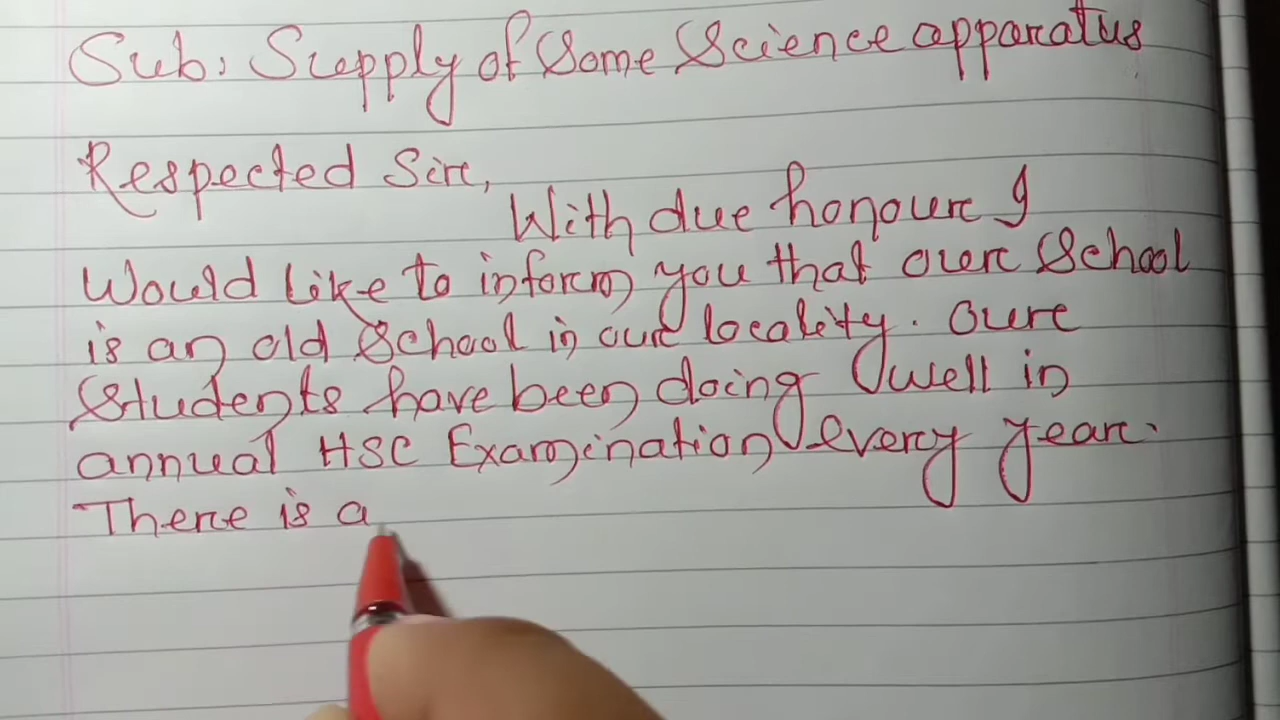 Sub: Supply of Some Science apparatus
Respected Sir,
With due honour I
Would like to inform you that our School
is an old School in our locality. Our
Students have been doing well in
annual HSC Examination every year.
There is a